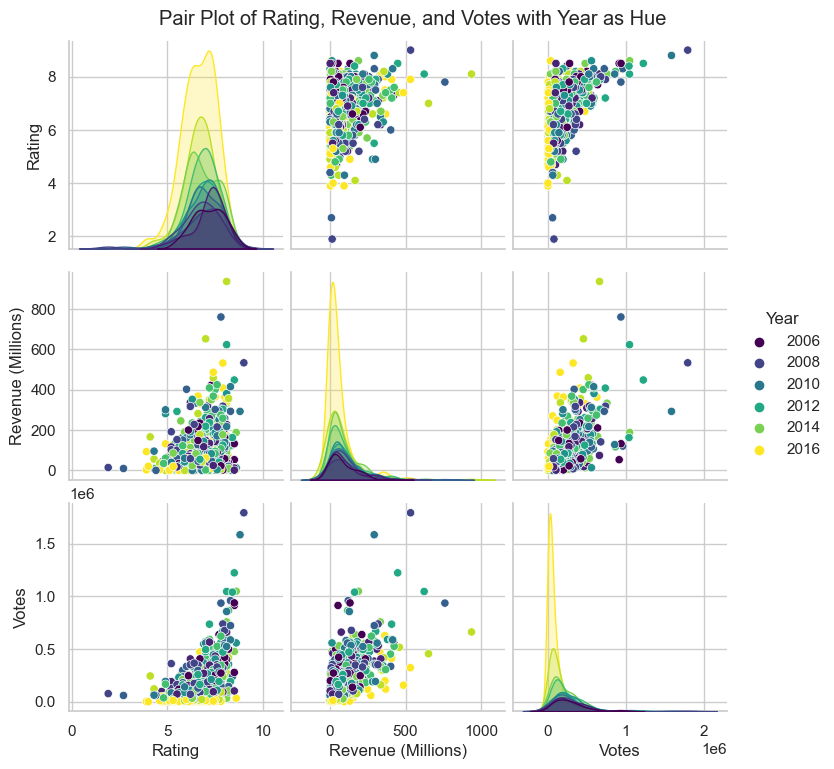 Pair Plot of Rating, Revenue, and Votes with Year as Hue
8
6
4
2
Rating
800
600
400
200
0
Revenue (Millions)
Year
2006
2008
2010
2012
2014
2016
1e6
1.5
1.0
0.5
0.0
Votes
0 5 10
0 500 1000
0 1 2
1e6
Rating
Revenue (Millions)
Votes